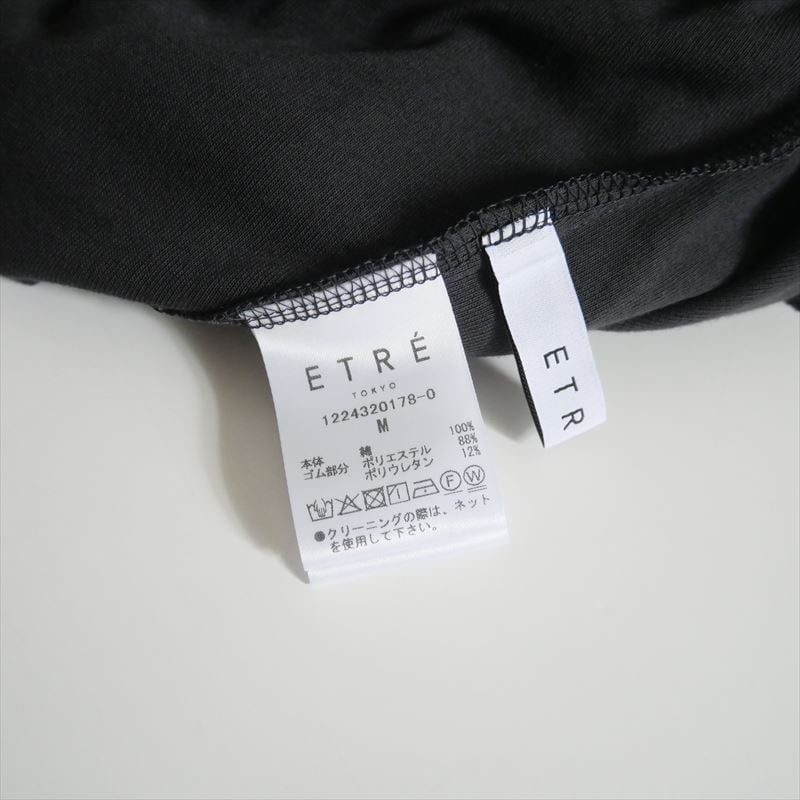 ETRÉ
TOKYO
1224320178-0
M
本体 綿 100%
ゴム部分 ポリエステル 88%
ポリウレタン 12%
F W
●クリーニングの際は、ネット
を使用して下さい。
ETR